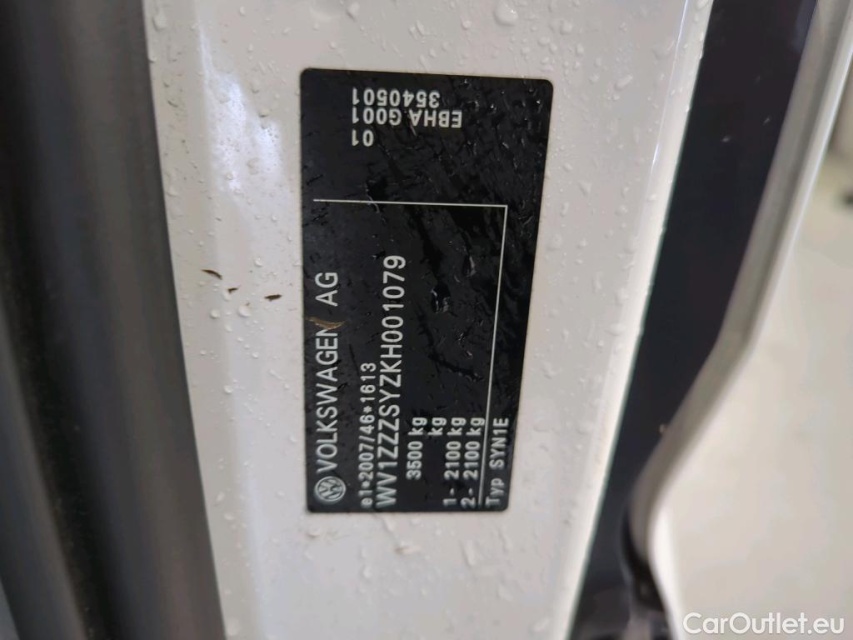 VOLKSWAGEN AG
e1*2007/46*1613
WV1ZZZSYZKH001079
3500 kg
kg
1- 2100 kg
2- 2100 kg
Typ SYN1E
01
EBHA G001
3540501
CarOutlet.eu